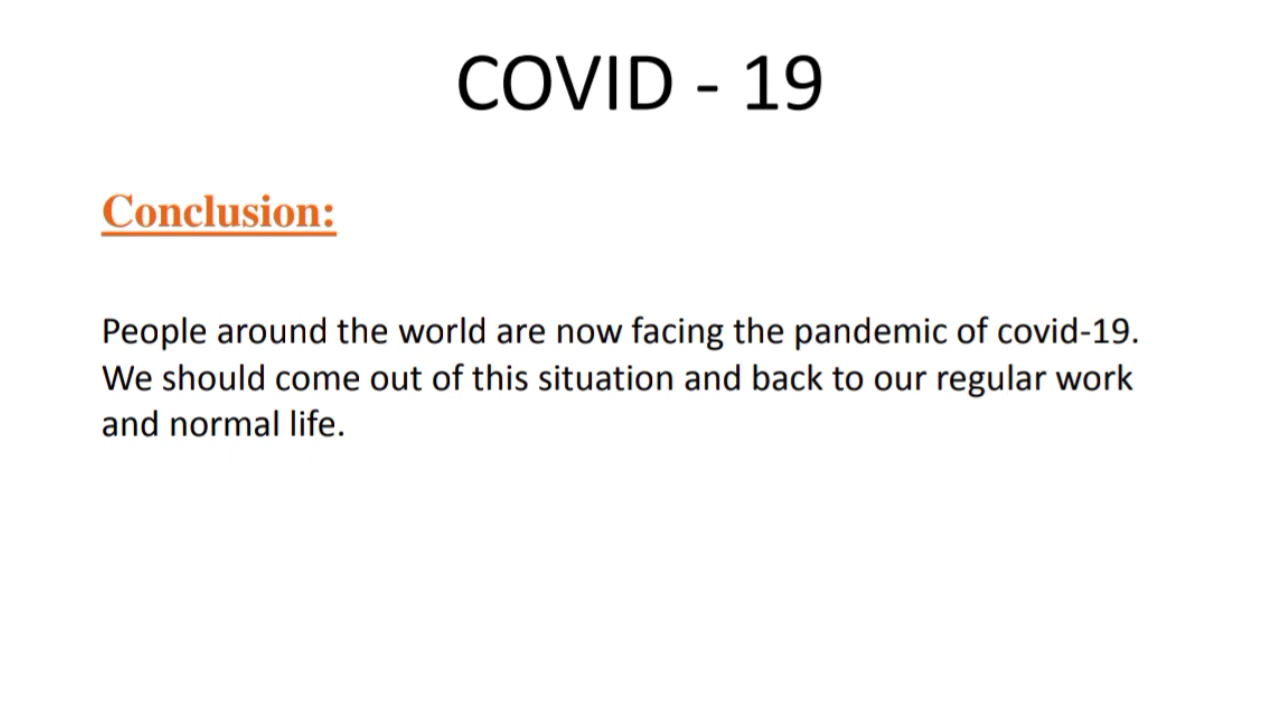 COVID - 19
Conclusion:
People around the world are now facing the pandemic of covid-19.
We should come out of this situation and back to our regular work
and normal life.